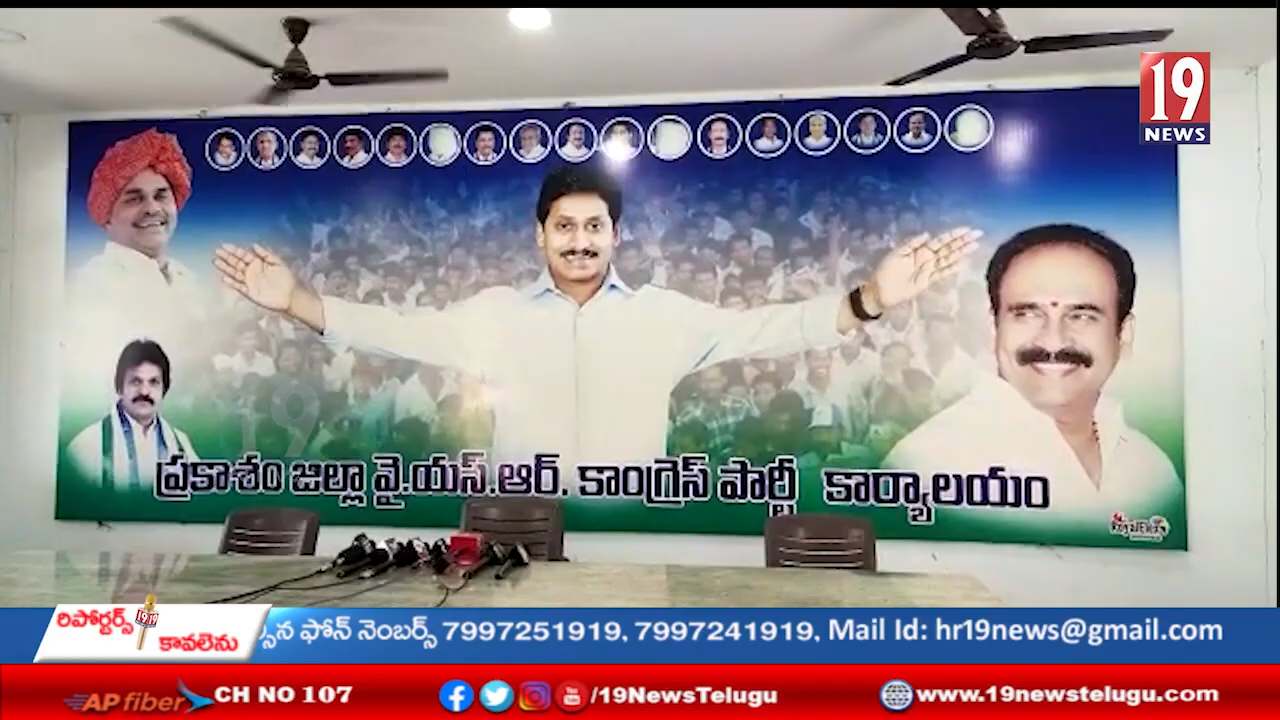 19
NEWS
ప్రకాశం జిల్లా వై.యస్.ఆర్. కాంగ్రెస్ పార్టీ కార్యాలయం
రిపోర్టర్స్ కావలెను
ఫోన్ నెంబర్స్ 7997251919, 7997241919, Mail Id: hr19news@gmail.com
AP fiber CH NO 107 /19NewsTelugu www.19newstelugu.com